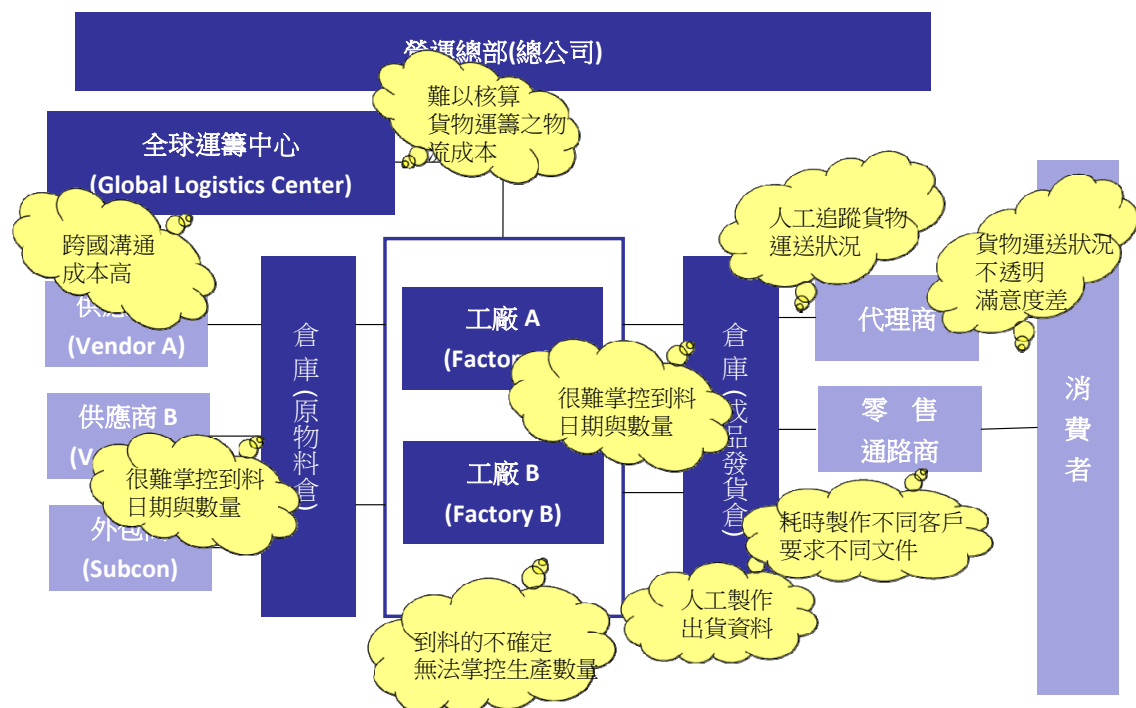 營運總部(總公司)
難以核算
貨物運籌之物
流成本
全球運籌中心
(Global Logistics Center)
跨國溝通
成本高
人工追蹤貨物
運送狀況
貨物運送狀況
不透明
滿意度差
供應
(Vendor A)
倉庫(原物料倉)
工廠 A
(Factory
倉庫(成品發貨倉)
代理商
消費者
很難掌控到料
日期與數量
供應商 B
(V
很難掌控到料
日期與數量
工廠 B
(Factory B)
零 售
通路商
外包
(Subcon)
耗時製作不同客戶
要求不同文件
人工製作
出貨資料
到料的不確定
無法掌控生產數量